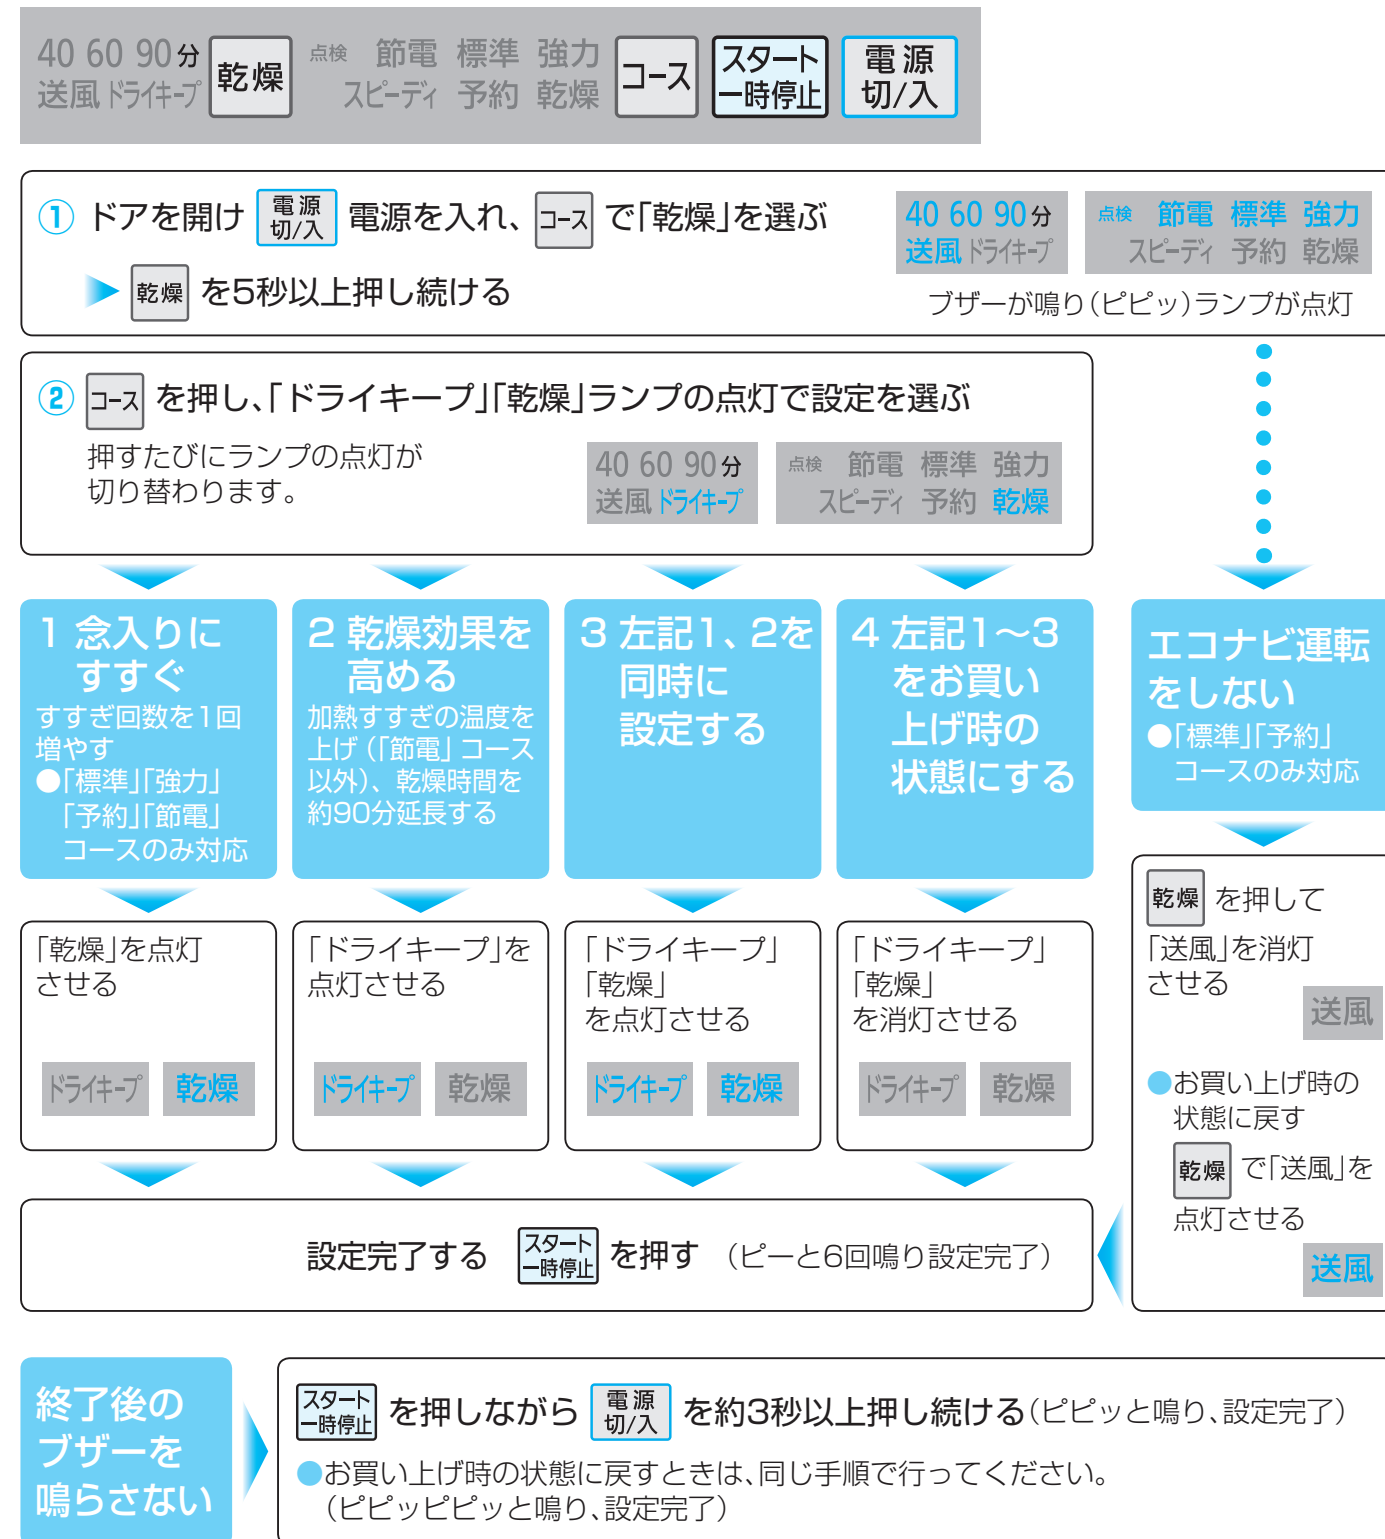 40 60 90分
送風 ドライキープ
乾燥
点検 節電 標準 強力
スピーディ 予約 乾燥
コース
スタート
一時停止
電源
切/入
① ドアを開け 電源 切/入 電源を入れ、コース で「乾燥」を選ぶ
乾燥 を5秒以上押し続ける
40 60 90分
送風 ドライキープ
点検 節電 標準 強力
スピーディ 予約 乾燥
ブザーが鳴り(ピピッ)ランプが点灯
② コース を押し、「ドライキープ」「乾燥」ランプの点灯で設定を選ぶ
押すたびにランプの点灯が
切り替わります。
40 60 90分
送風 ドライキープ
点検 節電 標準 強力
スピーディ 予約 乾燥
1 念入りに
すすぐ
すすぎ回数を1回
増やす
●「標準」「強力」
「予約」「節電」
コースのみ対応
2 乾燥効果を
高める
加熱すすぎの温度を
上げ(「節電」コース
以外)、乾燥時間を
約90分延長する
3 左記1、2を
同時に
設定する
4 左記1～3
をお買い
上げ時の
状態にする
エコナビ運転
をしない
●「標準」「予約」
コースのみ対応
「乾燥」を点灯
させる
ドライキープ 乾燥
「ドライキープ」を
点灯させる
ドライキープ 乾燥
「ドライキープ」
「乾燥」
を点灯させる
ドライキープ 乾燥
「ドライキープ」
「乾燥」
を消灯させる
ドライキープ 乾燥
乾燥 を押して
「送風」を消灯
させる
送風
●お買い上げ時の
状態に戻す
乾燥 で「送風」を
点灯させる
送風
設定完了する スタート 一時停止 を押す (ピーと6回鳴り設定完了)
終了後の
ブザーを
鳴らさない
スタート 一時停止 を押しながら 電源 切/入 を約3秒以上押し続ける(ピピッと鳴り、設定完了)
●お買い上げ時の状態に戻すときは、同じ手順で行ってください。
(ピピッピピッと鳴り、設定完了)